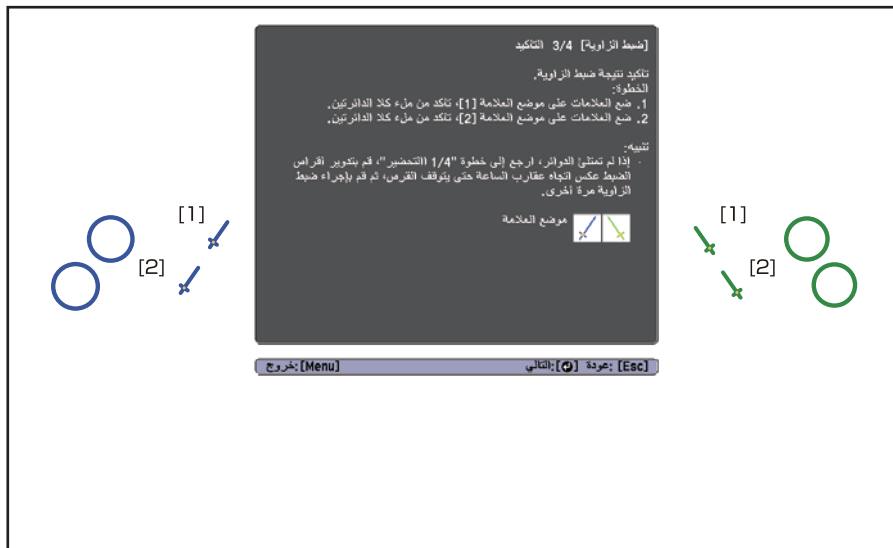 [ضبط الزاوية] 3/4 التأكيد
تأكيد نتيجة ضبط الزاوية.
الخطوة:
1. ضع العلامات على موضع العلامة [1]، تأكد من ملء كلا الدائرتين.
2. ضع العلامات على موضع العلامة [2]، تأكد من ملء كلا الدائرتين.
تنبيه:
· إذا لم تمتلئ الدوائر، ارجع إلى خطوة "1/4 االتحضير"، قم بتدوير أقراص
الضبط عكس اتجاه عقارب الساعة حتى يتوقف القرص، ثم قم بإجراء ضبط
الزاوية مرة أخرى.
موضع العلامة
[1]
[2]
[1]
[2]
[Esc] :عودة [⏎]:التالي
[Menu]:خروج